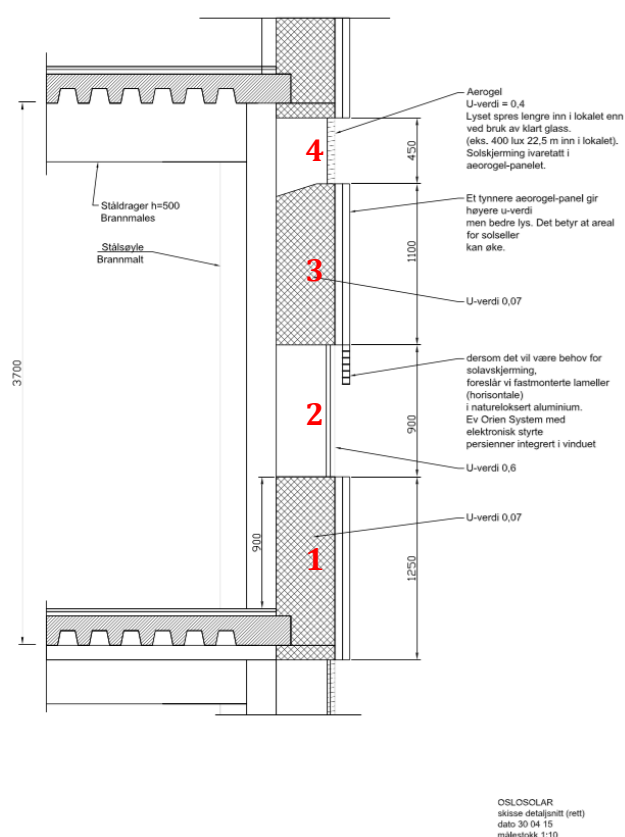 Aerogel
U-verdi = 0,4
Lyset spres lengre inn i lokalet enn
ved bruk av klart glass.
(eks. 400 lux 22,5 m inn i lokalet).
Solskjerming ivaretatt i
aeorogel-panelet.
4
450
Et tynnere aeorogel-panel gir
høyere u-verdi
men bedre lys. Det betyr at areal
for solseller
kan øke.
Ståldrager h=500
Brannmales
Stålsøyle
Brannmalt
3
1100
U-verdi 0,07
3700
dersom det vil være behov for
solavskjerming,
foreslår vi fastmonterte lameller
(horisontale)
i natureloksert aluminium.
Ev Orien System med
elektronisk styrte
persienner integrert i vinduet
2
900
U-verdi 0,6
U-verdi 0,07
900
1
1250
OSLOSOLAR
skisse detaljsnitt (rett)
dato 30 04 15
målestokk 1:10